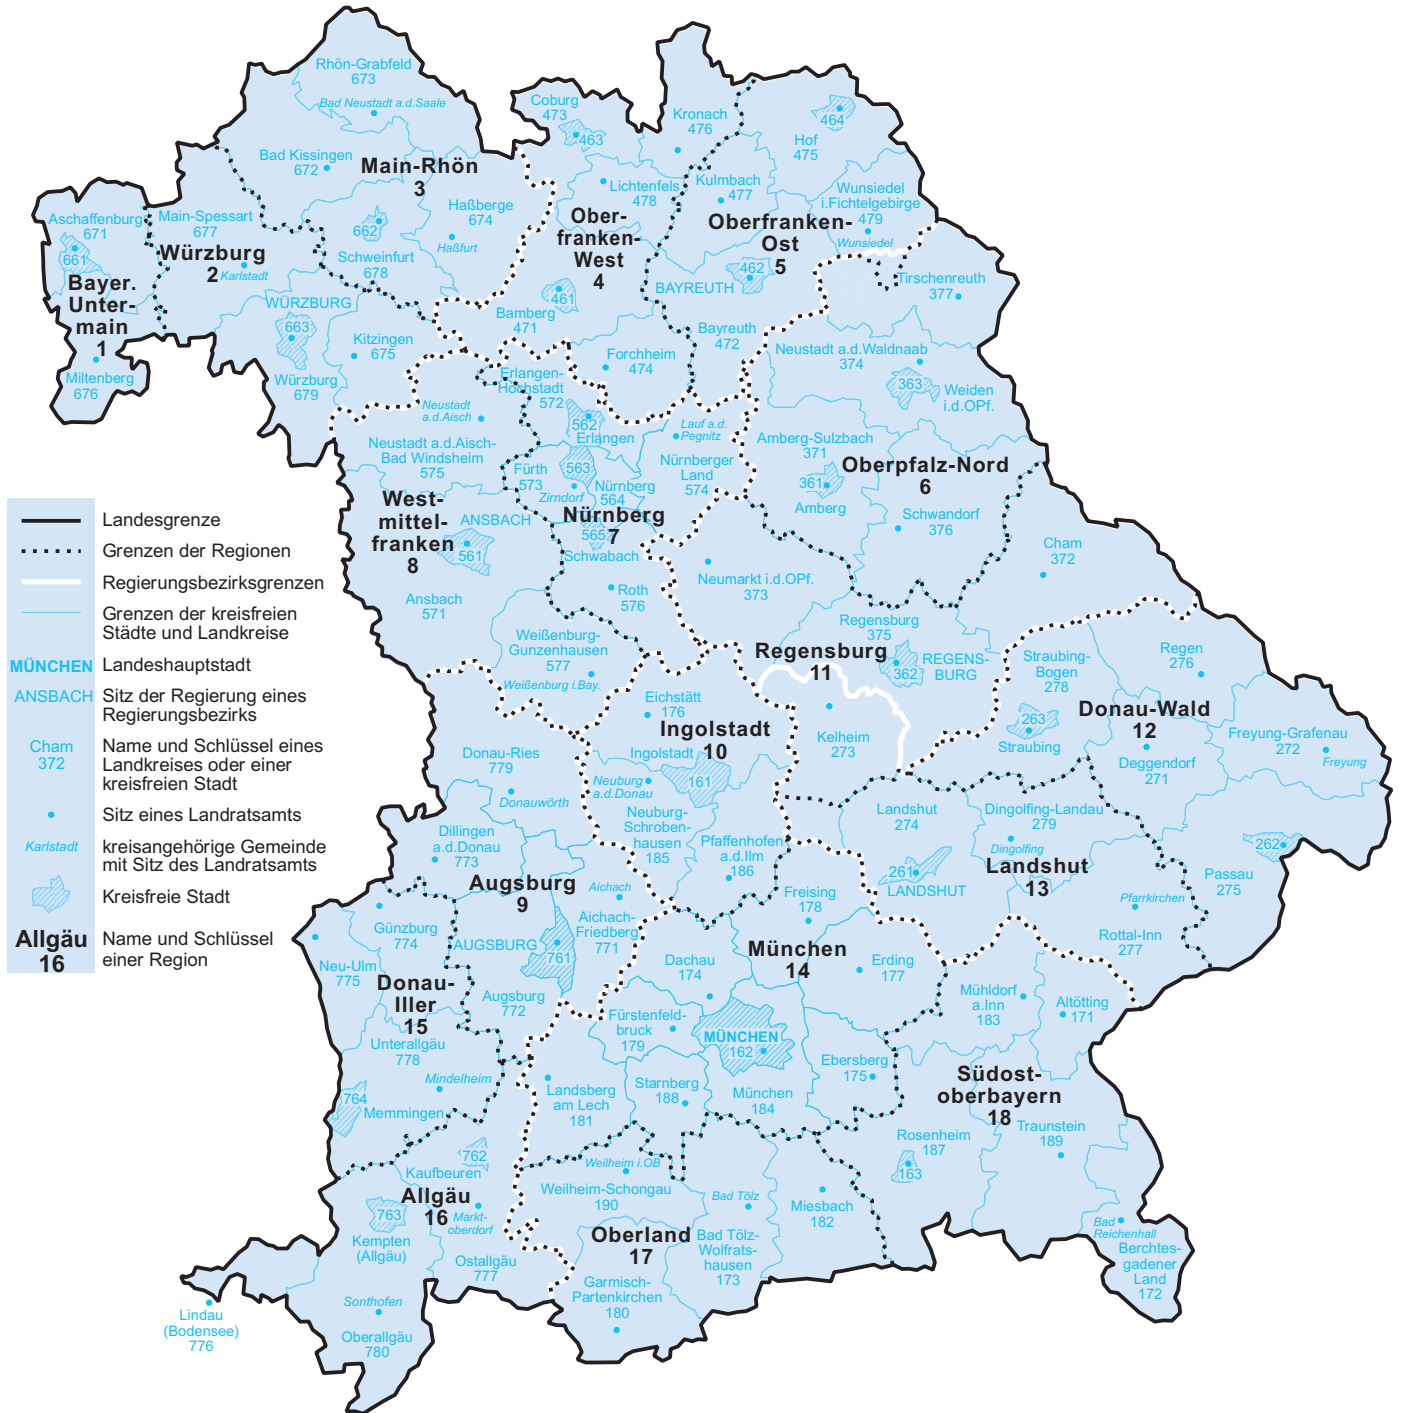 Rhön-Grabfeld
673
Bad Neustadt a.d.Saale
Bad Kissingen
672
Main-Rhön
3
Haßberge
674
Haßfurt
662
Schweinfurt
678
Coburg
473
463
Kronach
476
Lichtenfels
478
Ober-
franken-
West
4
461
Bamberg
471
Forchheim
474
464
Hof
475
Kulmbach
477
Wunsiedel
i.Fichtelgebirge
479
Wunsiedel
Oberfranken-
Ost
5
462
BAYREUTH
Bayreuth
472
Aschaffenburg
671
661
Bayer.
Unter-
main
1
Miltenberg
676
Main-Spessart
677
Würzburg
2
Karlstadt
WÜRZBURG
663
Würzburg
679
Kitzingen
675
Tirschenreuth
377
Neustadt a.d.Waldnaab
374
363
Weiden
i.d.OPf.
Amberg-Sulzbach
371
361
Amberg
Oberpfalz-Nord
6
Schwandorf
376
Erlangen-
Höchstadt
572
562
Erlangen
Lauf a.d.
Pegnitz
Nürnberger
Land
574
Fürth
573
563
Zirndorf
Nürnberg
564
Nürnberg
7
565
Schwabach
Roth
576
Neustadt
a.d.Aisch
Neustadt a.d.Aisch-
Bad Windsheim
575
West-
mittel-
franken
8
ANSBACH
561
Ansbach
571
Weißenburg-
Gunzenhausen
577
Weißenburg i.Bay.
Cham
372
Neumarkt i.d.OPf.
373
Regensburg
375
362
REGENS-
BURG
Regensburg
11
Kelheim
273
Straubing-
Bogen
278
263
Straubing
Regen
276
Donau-Wald
12
Deggendorf
271
Freyung-Grafenau
272
Freyung
262
Passau
275
Eichstätt
176
Ingolstadt
10
Ingolstadt
161
Neuburg
a.d.Donau
Neuburg-
Schroben-
hausen
185
Pfaffenhofen
a.d.Ilm
186
Landshut
274
261
LANDSHUT
Dingolfing-Landau
279
Dingolfing
Landshut
13
Pfarrkirchen
Rottal-Inn
277
Donau-Ries
779
Donauwörth
Dillingen
a.d.Donau
773
Augsburg
9
Aichach
Aichach-
Friedberg
771
AUGSBURG
761
Augsburg
772
Günzburg
774
Neu-Ulm
775
Donau-
Iller
15
Unterallgäu
778
Mindelheim
764
Memmingen
Freising
178
München
14
Erding
177
Dachau
174
Fürstenfeld-
bruck
179
MÜNCHEN
162
Ebersberg
175
Landsberg
am Lech
181
Starnberg
188
München
184
Mühldorf
a.Inn
183
Altötting
171
Südost-
oberbayern
18
Rosenheim
187
163
Traunstein
189
Bad
Reichenhall
Berchtes-
gadener
Land
172
762
Kaufbeuren
Allgäu
16
763
Kempten
(Allgäu)
Markt-
oberdorf
Ostallgäu
777
Sonthofen
Oberallgäu
780
Lindau
(Bodensee)
776
Weilheim i.OB
Weilheim-Schongau
190
Oberland
17
Garmisch-
Partenkirchen
180
Bad Tölz
Bad Tölz-
Wolfrats-
hausen
173
Miesbach
182
Landesgrenze
Grenzen der Regionen
Regierungsbezirksgrenzen
Grenzen der kreisfreien
Städte und Landkreise
MÜNCHEN Landeshauptstadt
ANSBACH Sitz der Regierung eines
Regierungsbezirks
Cham Name und Schlüssel eines
372 Landkreises oder einer
kreisfreien Stadt
Sitz eines Landratsamts
Karlstadt kreisangehörige Gemeinde
mit Sitz des Landratsamts
Kreisfreie Stadt
Allgäu Name und Schlüssel
16 einer Region